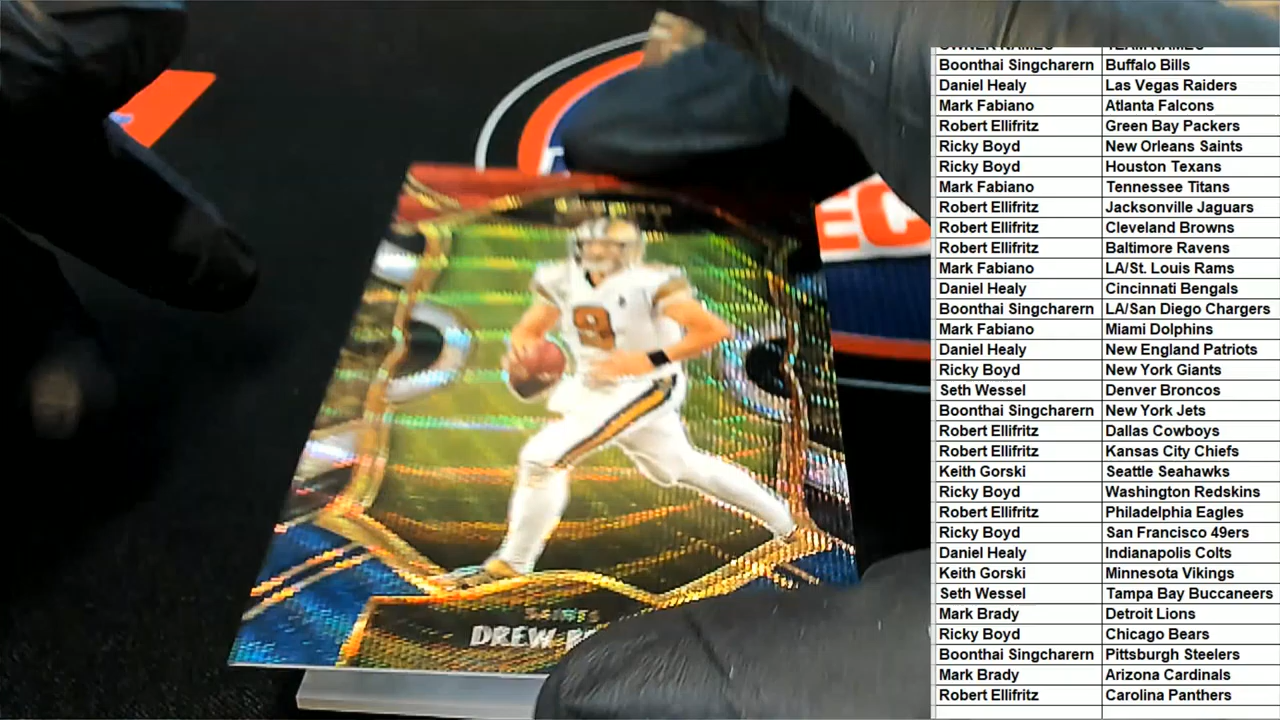 OWNER NAMES TEAM NAMES
Boonthai Singcharern Buffalo Bills
Daniel Healy Las Vegas Raiders
Mark Fabiano Atlanta Falcons
Robert Ellifritz Green Bay Packers
Ricky Boyd New Orleans Saints
Ricky Boyd Houston Texans
Mark Fabiano Tennessee Titans
Robert Ellifritz Jacksonville Jaguars
Robert Ellifritz Cleveland Browns
Robert Ellifritz Baltimore Ravens
Mark Fabiano LA/St. Louis Rams
Daniel Healy Cincinnati Bengals
Boonthai Singcharern LA/San Diego Chargers
Mark Fabiano Miami Dolphins
Daniel Healy New England Patriots
Ricky Boyd New York Giants
Seth Wessel Denver Broncos
Boonthai Singcharern New York Jets
Robert Ellifritz Dallas Cowboys
Robert Ellifritz Kansas City Chiefs
Keith Gorski Seattle Seahawks
Ricky Boyd Washington Redskins
Robert Ellifritz Philadelphia Eagles
Ricky Boyd San Francisco 49ers
Daniel Healy Indianapolis Colts
Keith Gorski Minnesota Vikings
Seth Wessel Tampa Bay Buccaneers
Mark Brady Detroit Lions
Ricky Boyd Chicago Bears
Boonthai Singcharern Pittsburgh Steelers
Mark Brady Arizona Cardinals
Robert Ellifritz Carolina Panthers
EC
9
SAINTS
DREW